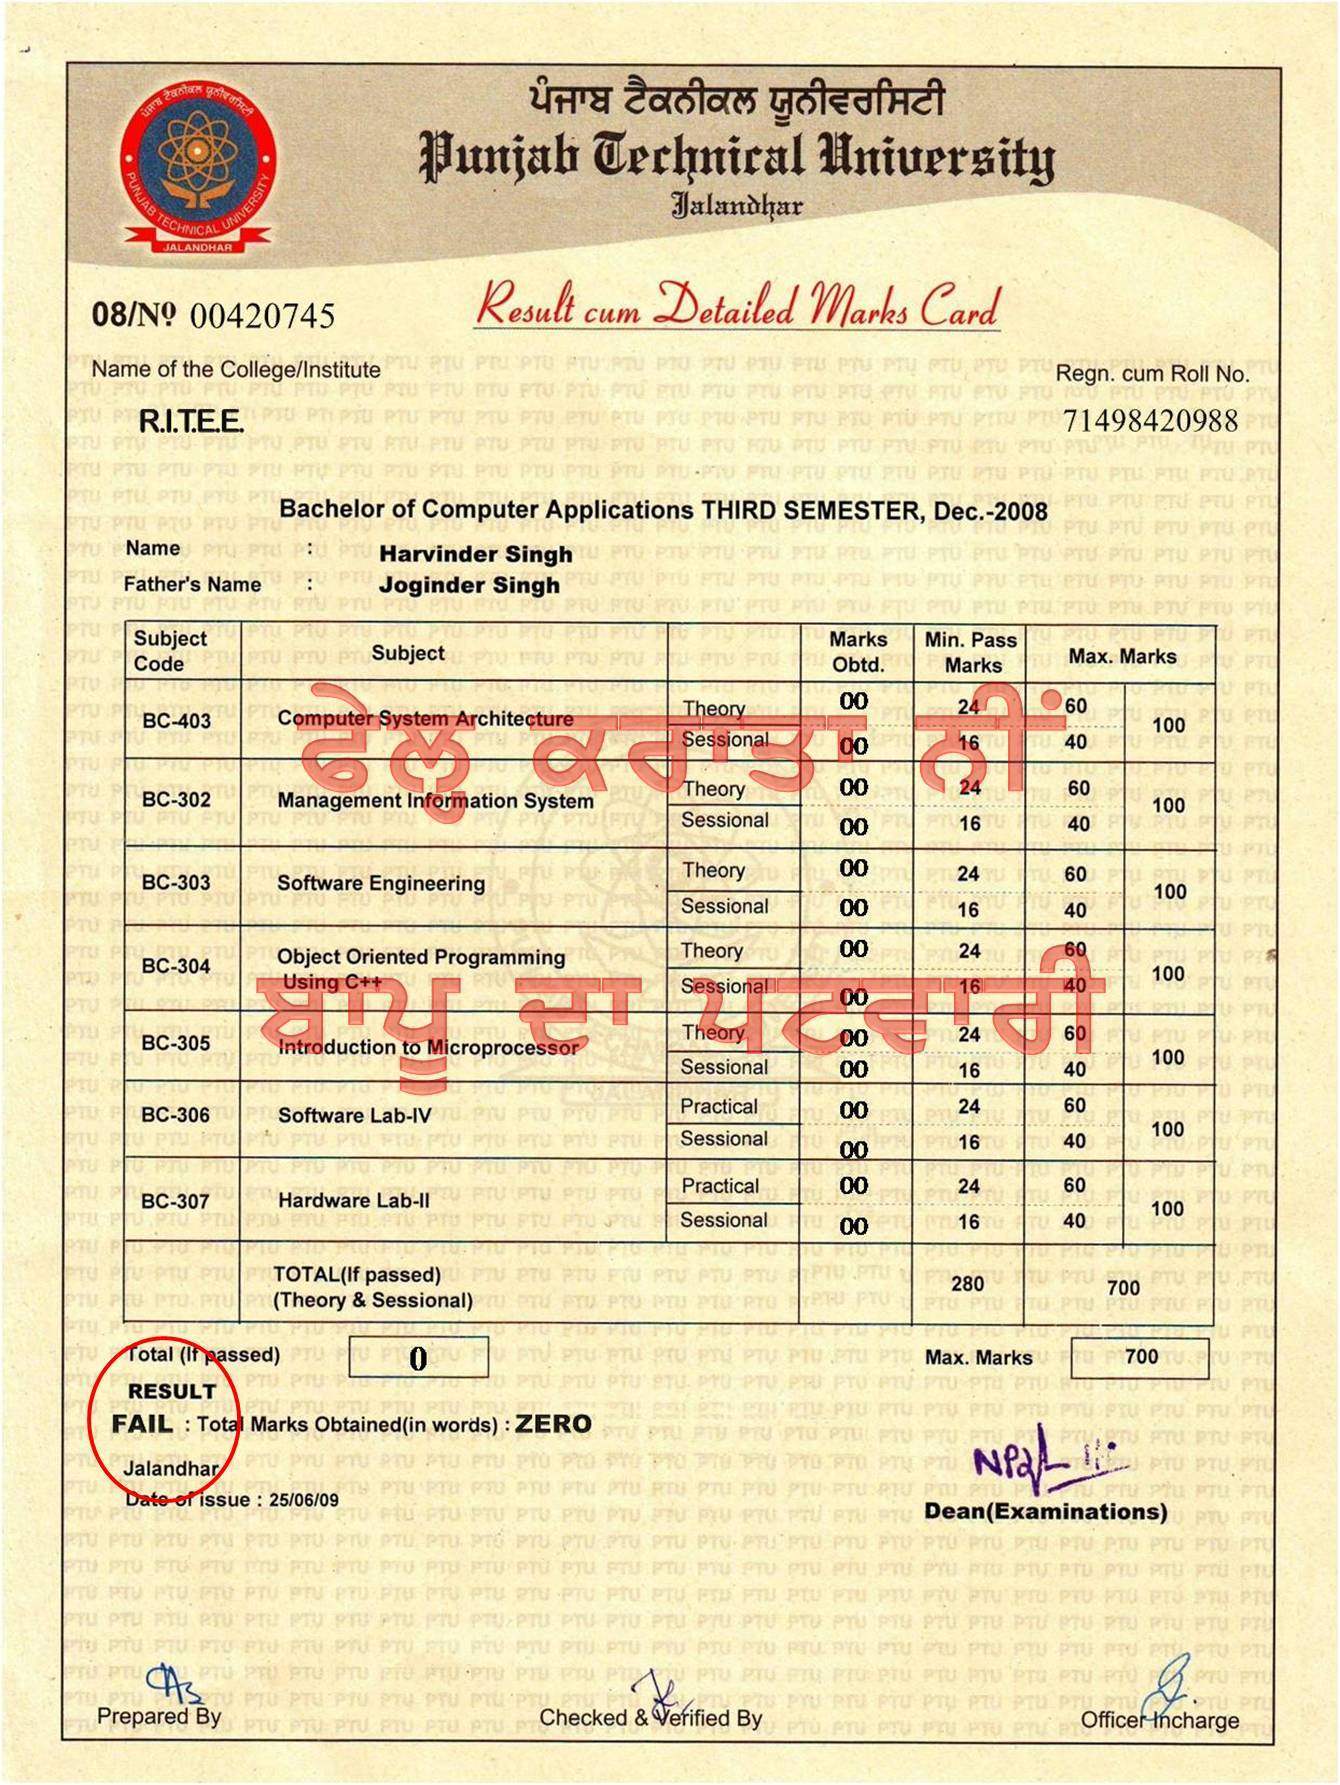 ਪੰਜਾਬ ਟੈਕਨੀਕਲ ਯੂਨੀਵਰਸਿਟੀ
Punjab Technical University
Jalandhar
ਪੰਜਾਬ ਟੈਕਨੀਕਲ ਯੂਨੀਵਰਸਿਟੀ
PUNJAB TECHNICAL UNIVERSITY
JALANDHAR
08/Nº 00420745
Result cum Detailed Marks Card
Name of the College/Institute Regn. cum Roll No.
R.I.T.E.E. 71498420988
Bachelor of Computer Applications THIRD SEMESTER, Dec.-2008
Name : Harvinder Singh
Father's Name : Joginder Singh
Subject Code Subject Marks Obtd. Min. Pass Marks Max. Marks
BC-403 Computer System Architecture Theory 00 24 60 100
Sessional 00 16 40
ਫੇਲ੍ਹ ਕਰਾਤਾ ਨੀਂ
BC-302 Management Information System Theory 00 24 60 100
Sessional 00 16 40
BC-303 Software Engineering Theory 00 24 60 100
Sessional 00 16 40
BC-304 Object Oriented Programming Using C++ Theory 00 24 60 100
Sessional 00 16 40
ਬਾਪੂ ਦਾ ਪਟਵਾਰੀ
BC-305 Introduction to Microprocessor Theory 00 24 60 100
Sessional 00 16 40
BC-306 Software Lab-IV Practical 00 24 60 100
Sessional 00 16 40
BC-307 Hardware Lab-II Practical 00 24 60 100
Sessional 00 16 40
TOTAL(If passed) 280 700
(Theory & Sessional)
Total (If passed) 0 Max. Marks 700
RESULT
FAIL : Total Marks Obtained(in words) : ZERO
Jalandhar
Date of issue : 25/06/09
Dean(Examinations)
Prepared By Checked & Verified By Officer Incharge